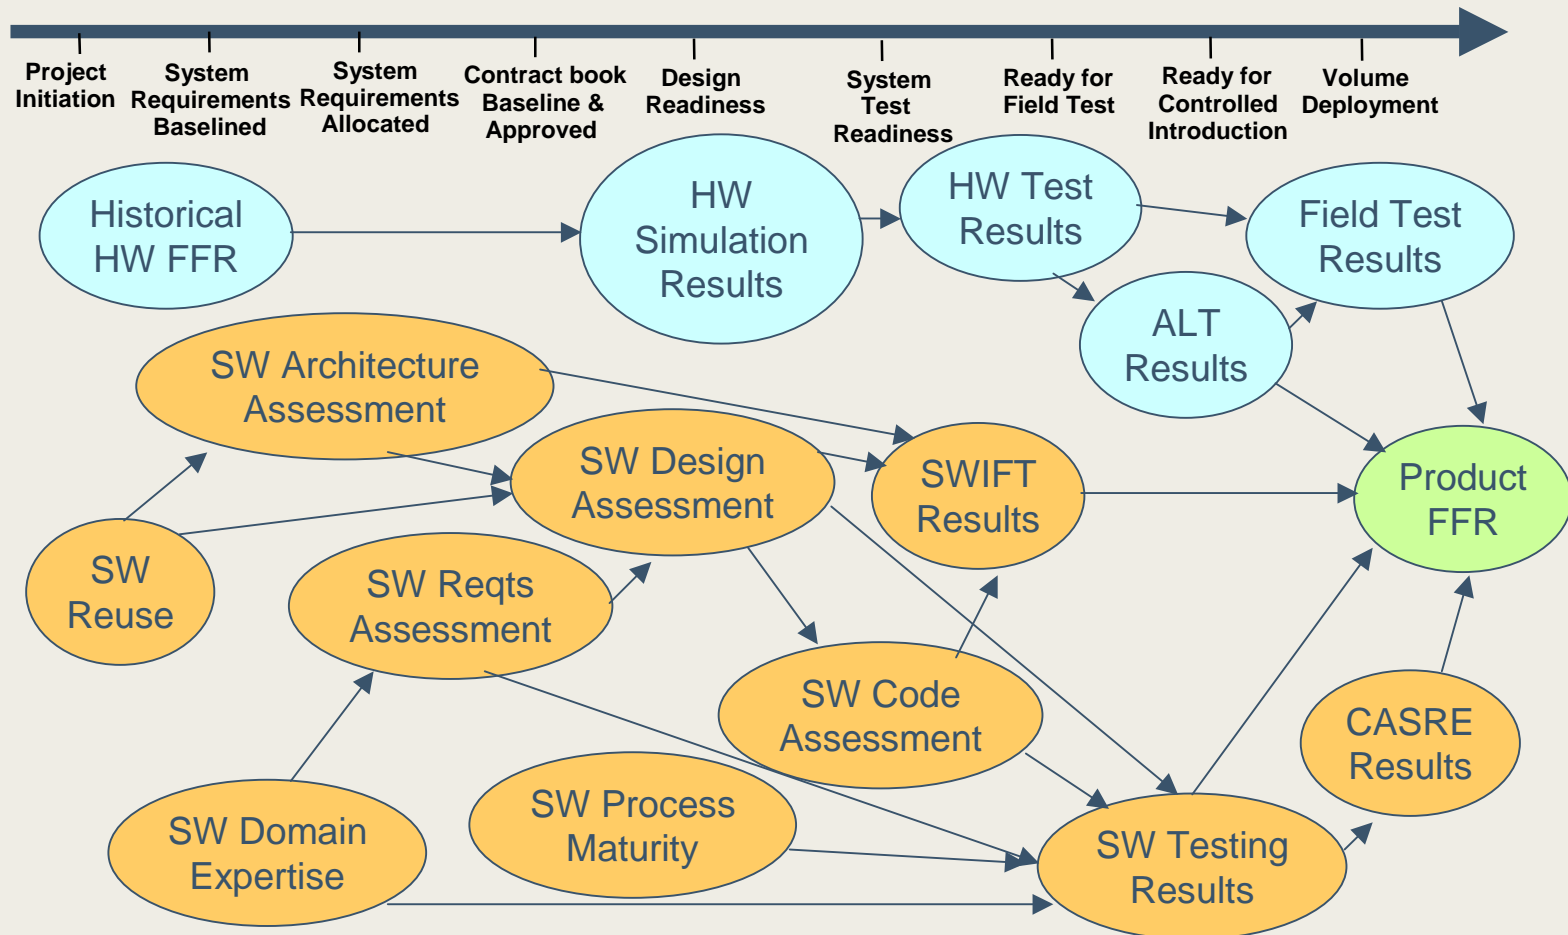 Project
Initiation
System
Requirements
Baselined
System
Requirements
Allocated
Contract book
Baseline &
Approved
Design
Readiness
System
Test
Readiness
Ready for
Field Test
Ready for
Controlled
Introduction
Volume
Deployment
Historical
HW FFR
HW
Simulation
Results
HW Test
Results
Field Test
Results
ALT
Results
SW Architecture
Assessment
SW Design
Assessment
SWIFT
Results
Product
FFR
SW
Reuse
SW Reqts
Assessment
SW Code
Assessment
CASRE
Results
SW Domain
Expertise
SW Process
Maturity
SW Testing
Results